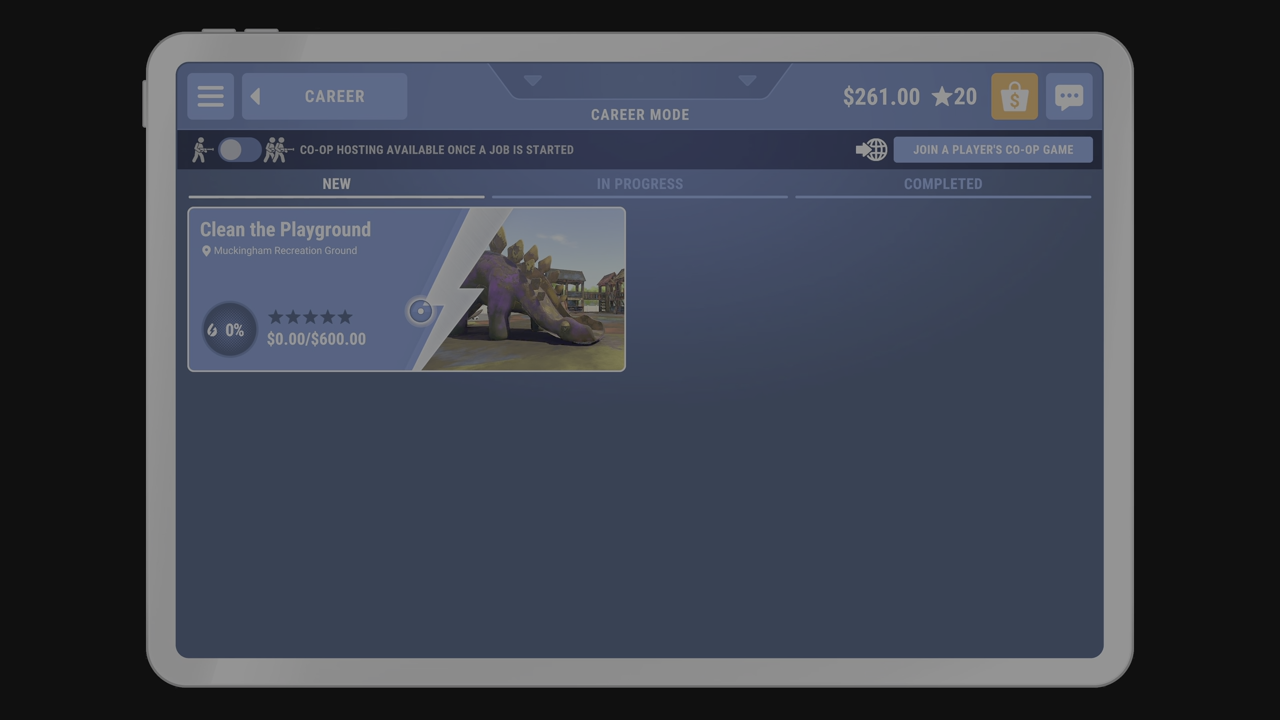 CAREER
CAREER MODE
$261.00 ★20
CO-OP HOSTING AVAILABLE ONCE A JOB IS STARTED
JOIN A PLAYER'S CO-OP GAME
NEW
IN PROGRESS
COMPLETED
Clean the Playground
Muckingham Recreation Ground
0%
$0.00/$600.00